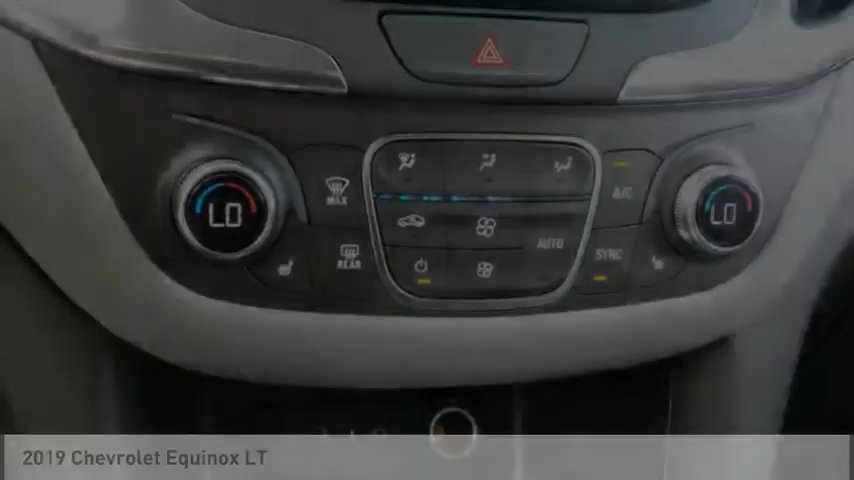 LO
MAX
REAR
AUTO
A/C
SYNC
LO
2019 Chevrolet Equinox LT